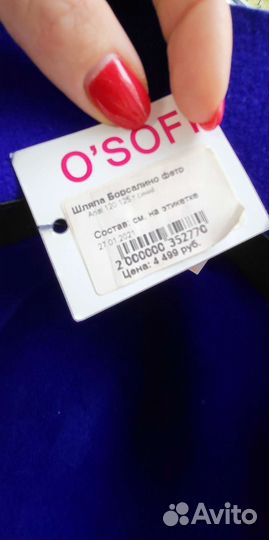 O'SOFI
Шляпа Борсалино фетр
Состав: см. на этикетке
27.01.2021
2 000000 352770
Цена: 4 499 руб.
Avito